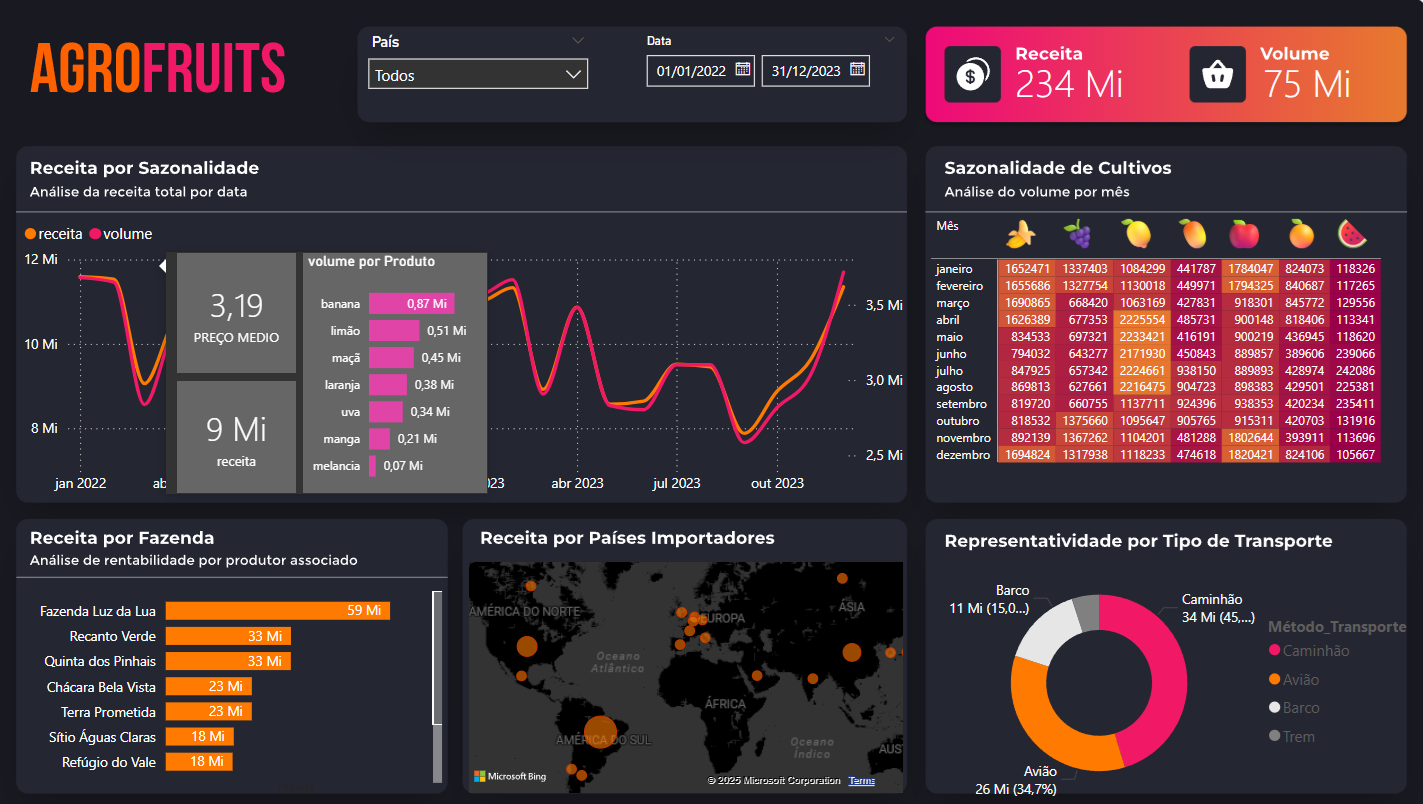 AGROFRUITS
País
Todos
Data
01/01/2022 31/12/2023
Receita
234 Mi
Volume
75 Mi
Receita por Sazonalidade
Análise da receita total por data
receita volume
12 Mi
10 Mi
8 Mi
3,5 Mi
3,0 Mi
2,5 Mi
jan 2022 ab 023 abr 2023 jul 2023 out 2023
3,19
PREÇO MEDIO
9 Mi
receita
volume por Produto
banana 0,87 Mi
limão 0,51 Mi
maçã 0,45 Mi
laranja 0,38 Mi
uva 0,34 Mi
manga 0,21 Mi
melancia 0,07 Mi
Sazonalidade de Cultivos
Análise do volume por mês
Mês
janeiro 1652471 1337403 1084299 441787 1784047 824073 118326
fevereiro 1655686 1327754 1130018 449971 1794325 840687 117265
março 1690865 668420 1063169 427831 918301 845772 129556
abril 1626389 677353 2225554 485731 900148 818406 113341
maio 834533 697321 2233421 416191 900219 436945 118620
junho 794032 643277 2171930 450843 889857 389606 239066
julho 847925 657342 2224661 938150 889893 428974 242086
agosto 869813 627661 2216475 904723 898383 429501 225381
setembro 819720 660755 1137711 924396 938353 420234 235411
outubro 818532 1375660 1095647 905765 915311 420703 131916
novembro 892139 1367262 1104201 481288 1802644 393911 113696
dezembro 1694824 1317938 1118233 474618 1820421 824106 105667
Receita por Fazenda
Análise de rentabilidade por produtor associado
Fazenda Luz da Lua 59 Mi
Recanto Verde 33 Mi
Quinta dos Pinhais 33 Mi
Chácara Bela Vista 23 Mi
Terra Prometida 23 Mi
Sítio Águas Claras 18 Mi
Refúgio do Vale 18 Mi
Receita por Países Importadores
AMÉRICA DO NORTE
EUROPA
ÁSIA
Oceano
Atlântico
ÁFRICA
AMÉRICA DO SUL
Oceano
Índico
AUST
Microsoft Bing
© 2025 Microsoft Corporation Terms
Representatividade por Tipo de Transporte
Barco
11 Mi (15,0...)
Caminhão
34 Mi (45,...)
Avião
26 Mi (34,7%)
Método_Transporte
Caminhão
Avião
Barco
Trem